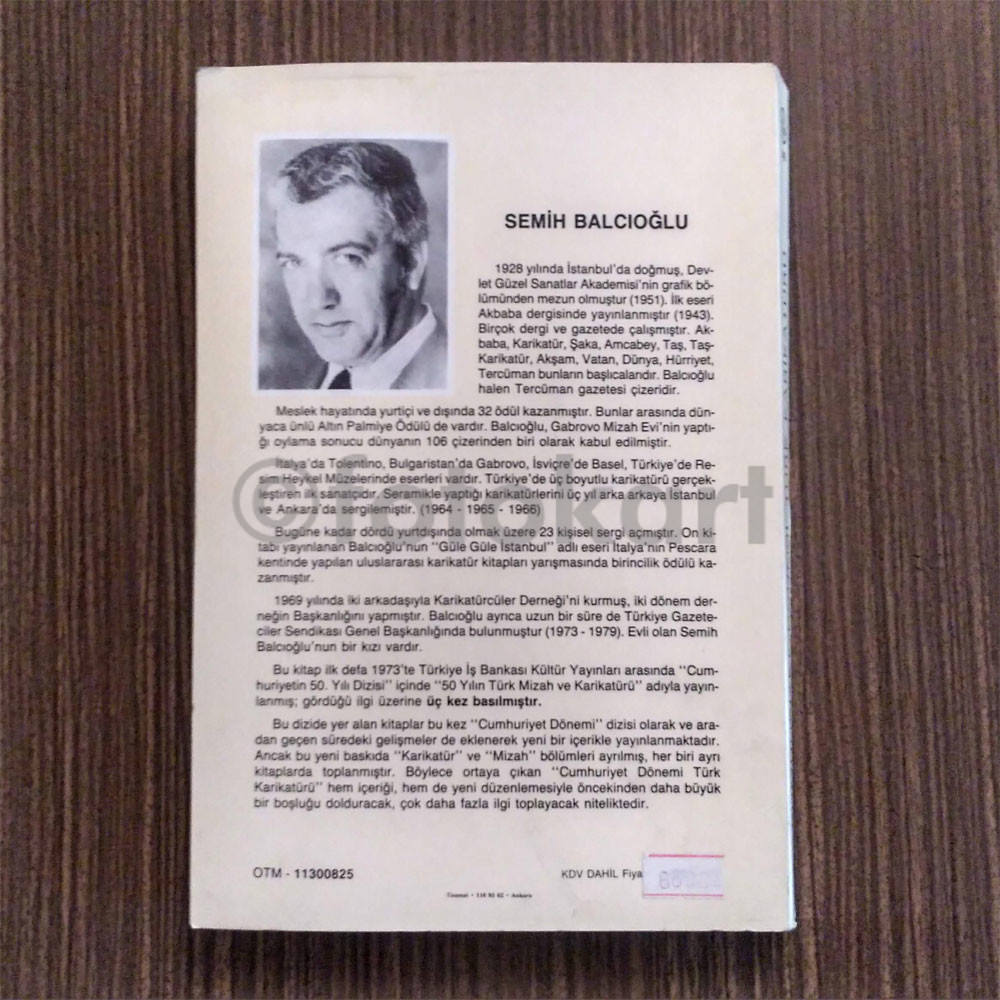 SEMİH BALCIOĞLU
1928 yılında İstanbul'da doğmuş, Dev-
let Güzel Sanatlar Akademisi'nin grafik bö-
lümünden mezun olmuştur (1951). İlk eseri
Akbaba dergisinde yayınlanmıştır (1943).
Birçok dergi ve gazetede çalışmıştır. Ak-
baba, Karikatür, Şaka, Amcabey, Taş, Taş-
Karikatür, Akşam, Vatan, Dünya, Hürriyet,
Tercüman bunların başlıcalarıdır. Balcıoğlu
halen Tercüman gazetesi çizeridir.
Meslek hayatında yurtiçi ve dışında 32 ödül kazanmıştır. Bunlar arasında dün-
yaca ünlü Altın Palmiye Ödülü de vardır. Balcıoğlu, Gabrovo Mizah Evi'nin yaptı-
ğı oylama sonucu dünyanın 106 çizerinden biri olarak kabul edilmiştir.
İtalya'da Tolentino, Bulgaristan'da Gabrovo, İsviçre'de Basel, Türkiye'de Re-
sim Heykel Müzelerinde eserleri vardır. Türkiye'de üç boyutlu karikatürü gerçek-
leştiren ilk sanatçıdır. Seramikle yaptığı karikatürlerini üç yıl arka arkaya İstanbul
ve Ankara'da sergilemiştir. (1964 - 1965 - 1966)
©fotokart
Bugüne kadar dördü yurtdışında olmak üzere 23 kişisel sergi açmıştır. On ki-
tabı yayınlanan Balcıoğlu'nun "Güle Güle İstanbul" adlı eseri İtalya'nın Pescara
kentinde yapılan uluslararası karikatür kitapları yarışmasında birincilik ödülü ka-
zanmıştır.
1969 yılında iki arkadaşıyla Karikatürcüler Derneği'ni kurmuş, iki dönem der-
neğin Başkanlığını yapmıştır. Balcıoğlu ayrıca uzun bir süre de Türkiye Gazete-
ciler Sendikası Genel Başkanlığında bulunmuştur (1973 - 1979). Evli olan Semih
Balcıoğlu'nun bir kızı vardır.
Bu kitap ilk defa 1973'te Türkiye İş Bankası Kültür Yayınları arasında "Cum-
huriyetin 50. Yılı Dizisi" içinde "50 Yılın Türk Mizah ve Karikatürü" adıyla yayın-
lanmış; gördüğü ilgi üzerine üç kez basılmıştır.
Bu dizide yer alan kitaplar bu kez "Cumhuriyet Dönemi" dizisi olarak ve ara-
dan geçen süredeki gelişmeler de eklenerek yeni bir içerikle yayınlanmaktadır.
Ancak bu yeni baskıda "Karikatür" ve "Mizah" bölümleri ayrılmış, her biri ayrı
kitaplarda toplanmıştır. Böylece ortaya çıkan "Cumhuriyet Dönemi Türk
Karikatürü" hem içeriği, hem de yeni düzenlemesiyle öncekinden daha büyük
bir boşluğu dolduracak, çok daha fazla ilgi toplayacak niteliktedir.
OTM - 11300825
KDV DAHİL Fiya
Ankara